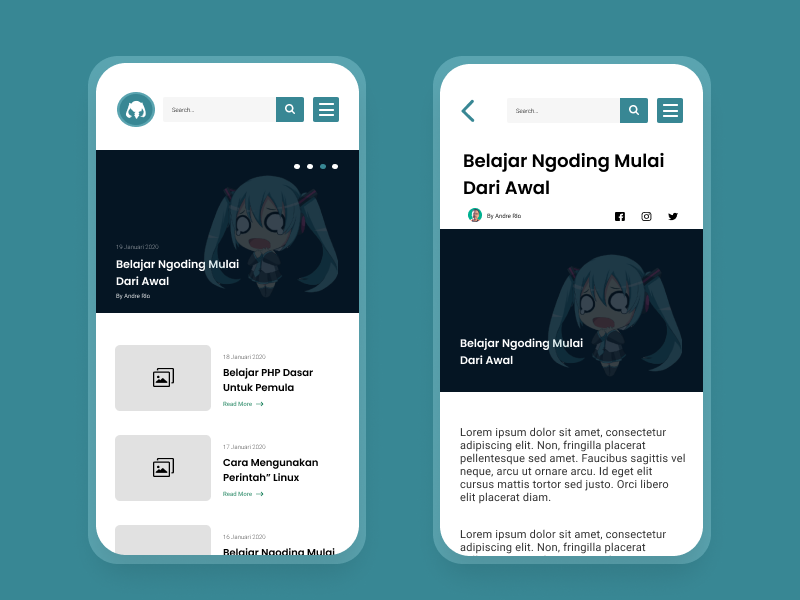 Search...
19 Januari 2020
Belajar Ngoding Mulai
Dari Awal
By Andre Rio
18 Januari 2020
Belajar PHP Dasar
Untuk Pemula
Read More
17 Januari 2020
Cara Mengunakan
Perintah” Linux
Read More
16 Januari 2020
Belajar Ngoding Mulai
Search...
Belajar Ngoding Mulai
Dari Awal
By Andre Rio
Belajar Ngoding Mulai
Dari Awal
Lorem ipsum dolor sit amet, consectetur
adipiscing elit. Non, fringilla placerat
pellentesque sed amet. Faucibus sagittis vel
neque, arcu ut ornare arcu. Id eget elit
cursus mattis tortor sed justo. Orci libero
elit placerat diam.
Lorem ipsum dolor sit amet, consectetur
adipiscing elit. Non, fringilla placerat